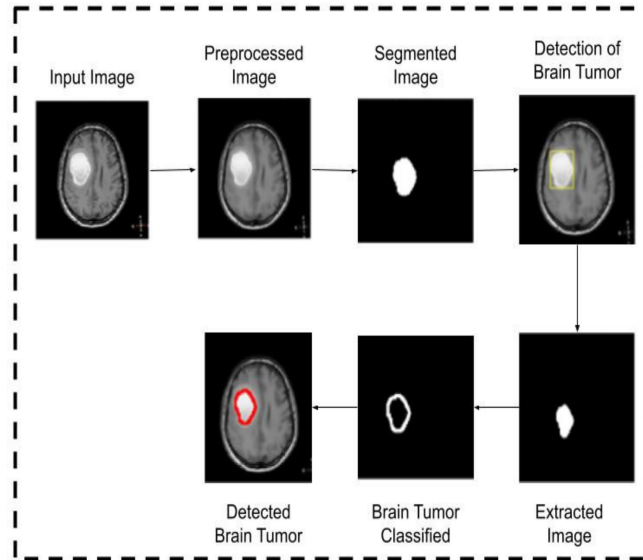 Input Image
Preprocessed
Image
Segmented
Image
Detection of
Brain Tumor
Detected
Brain Tumor
Brain Tumor
Classified
Extracted
Image